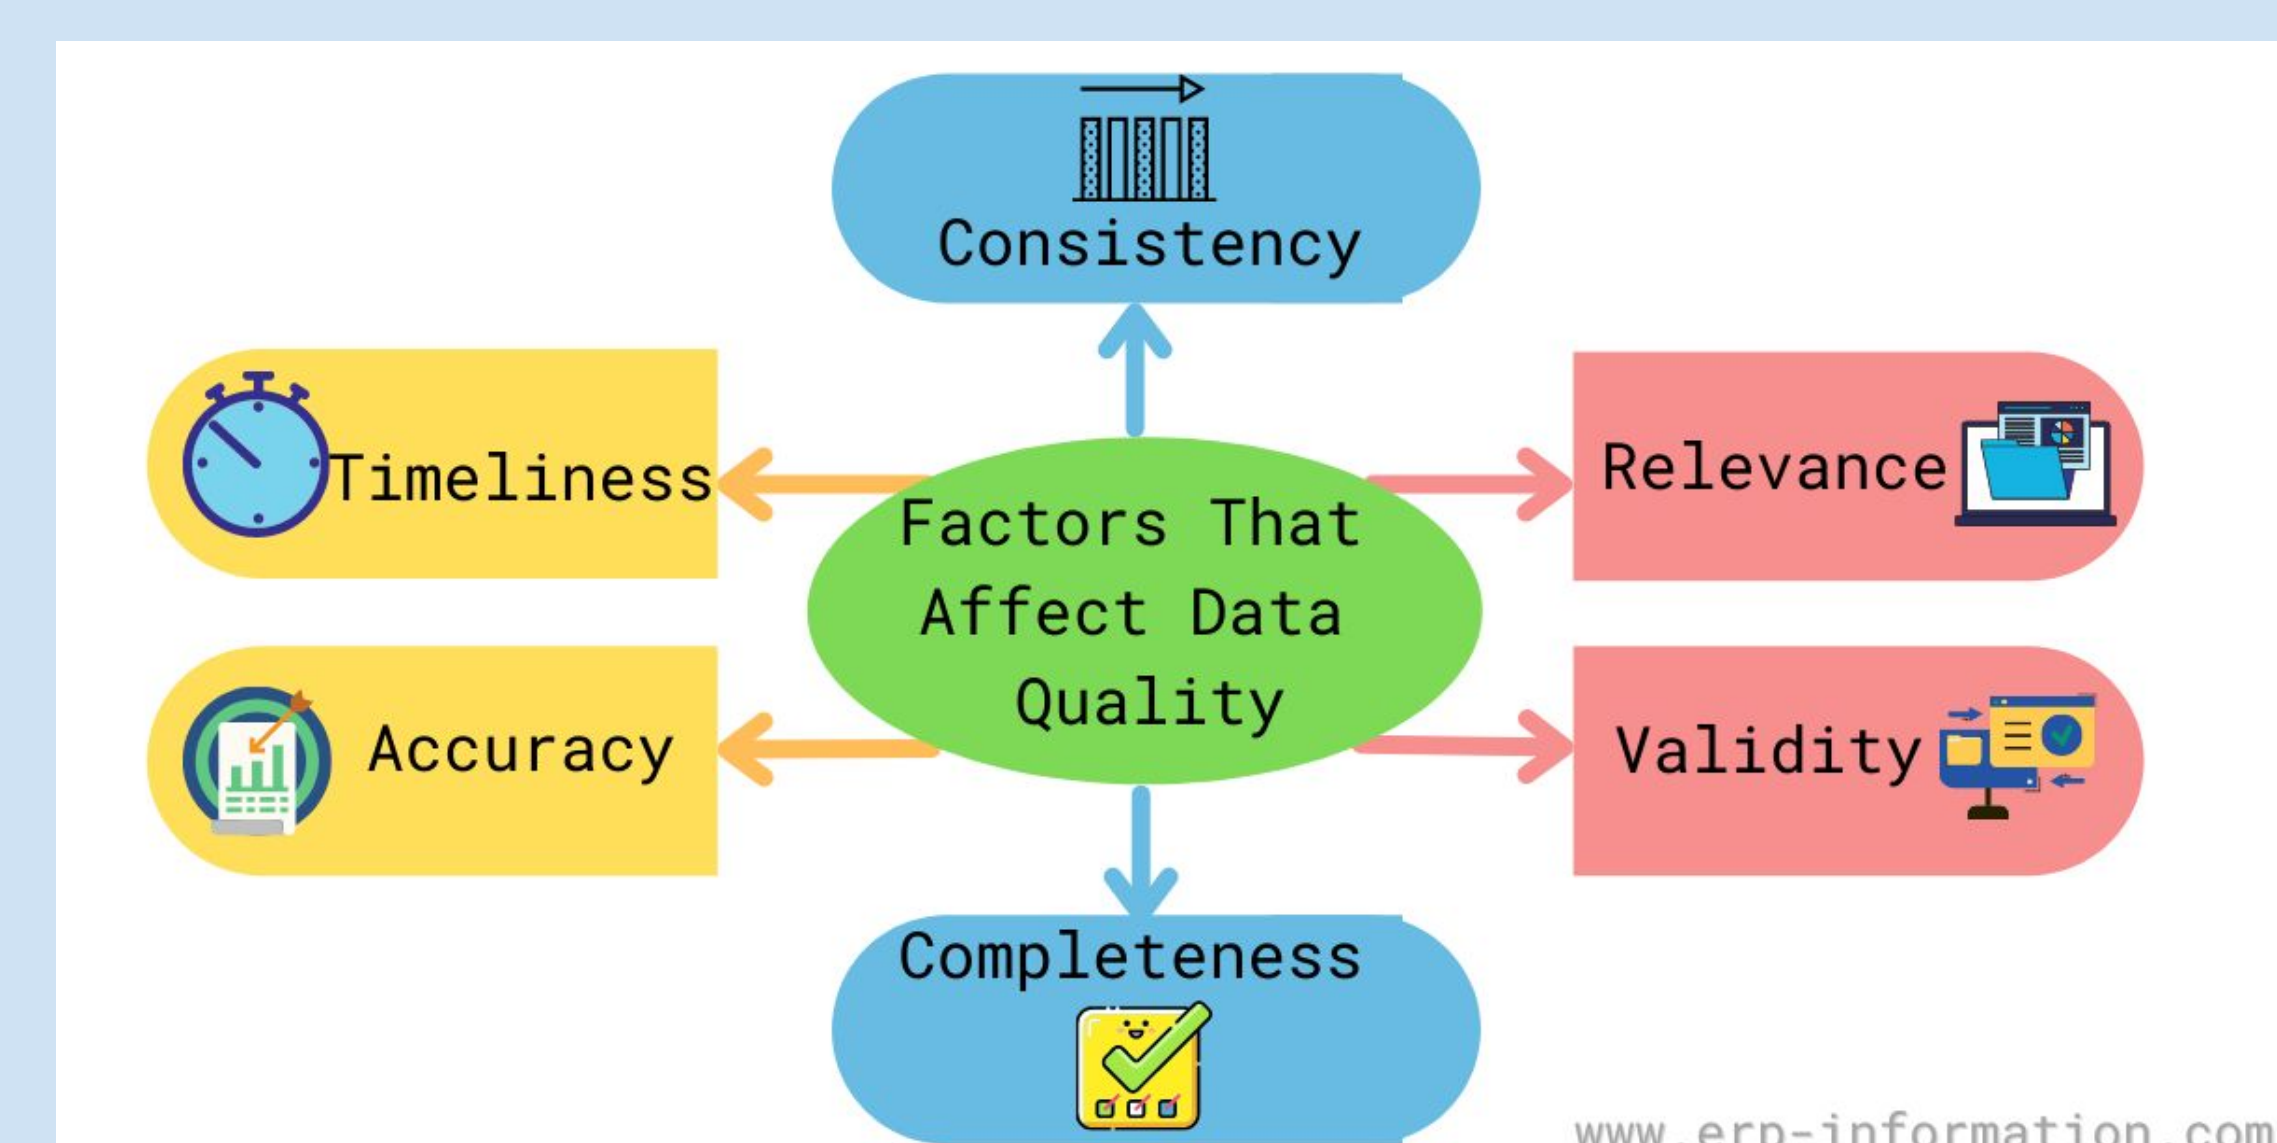 Consistency
Timeliness
Relevance
Factors That
Affect Data
Quality
Accuracy
Validity
Completeness
www.erp-information.com